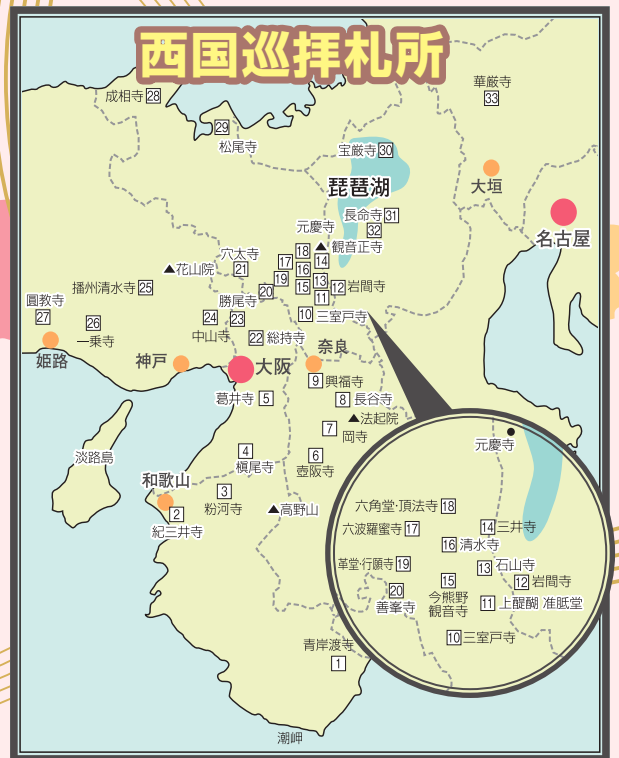 西国巡拝札所
成相寺 28
29
松尾寺
華厳寺
33
宝厳寺 30
琵琶湖
大垣
長命寺 31
32
名古屋
元慶寺
▲観音正寺
穴太寺
21
▲花山院
18
17
14
16
19
13
15
12 岩間寺
11
20
播州清水寺 25
圓教寺
27
26
一乗寺
勝尾寺
24
23
中山寺
10 三室戸寺
22 総持寺
姫路
神戸
大阪
奈良
9 興福寺
葛井寺 5
8 長谷寺
▲法起院
7
岡寺
淡路島
4
槇尾寺
6
壺阪寺
和歌山
3
粉河寺
2
紀三井寺
▲高野山
青岸渡寺
1
潮岬
元慶寺
六角堂･頂法寺 18
六波羅蜜寺 17
14 三井寺
16 清水寺
革堂･行願寺 19
13 石山寺
20
善峯寺
15
今熊野
観音寺
12 岩間寺
11 上醍醐 准胝堂
10 三室戸寺